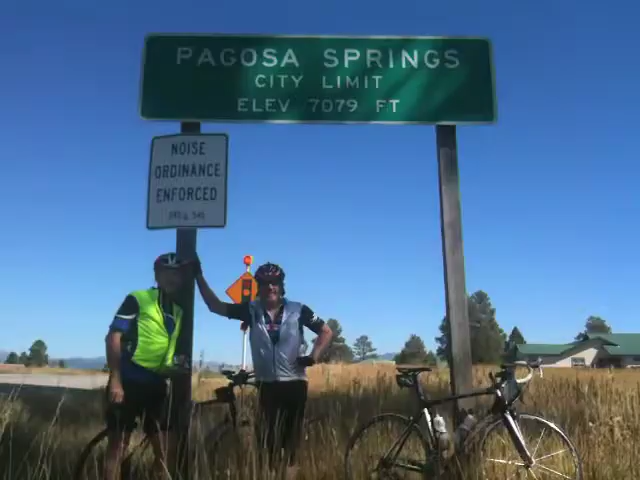 PAGOSA SPRINGS
CITY LIMIT
ELEV 7079 FT
NOISE
ORDINANCE
ENFORCED